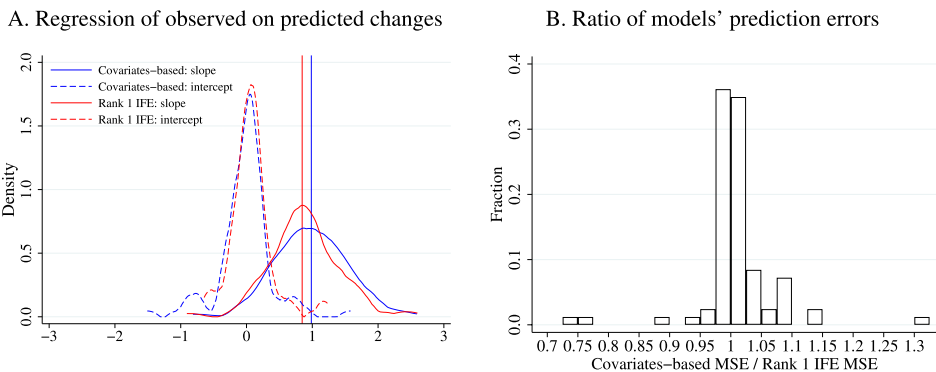 A. Regression of observed on predicted changes
2.0
1.5
1.0
0.5
0.0
Density
Covariates−based: slope
Covariates−based: intercept
Rank 1 IFE: slope
Rank 1 IFE: intercept
−3 −2 −1 0 1 2 3
B. Ratio of models’ prediction errors
0.4
0.3
0.2
0.1
0.0
Fraction
0.7 0.75 0.8 0.85 0.9 0.95 1 1.05 1.1 1.15 1.2 1.25 1.3
Covariates−based MSE / Rank 1 IFE MSE